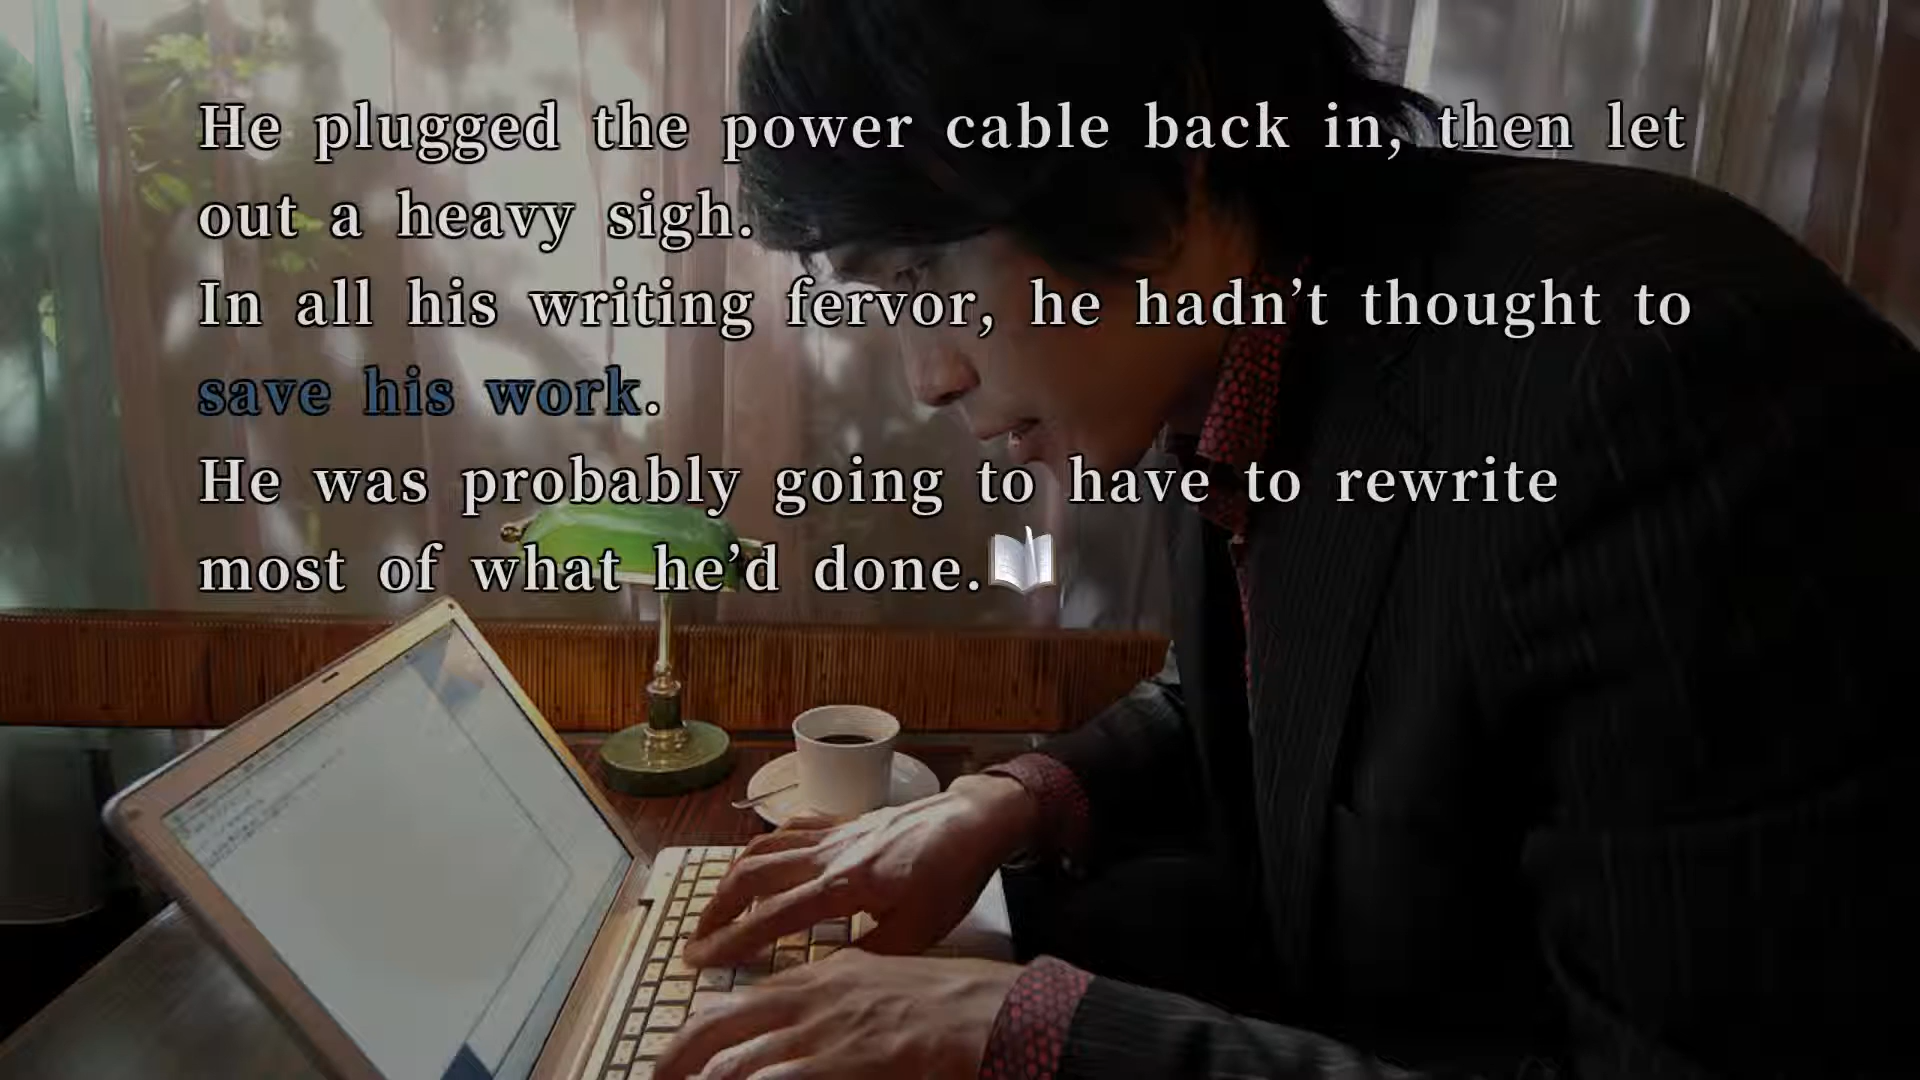 He plugged the power cable back in, then let
out a heavy sigh.
In all his writing fervor, he hadn’t thought to
save his work.
He was probably going to have to rewrite
most of what he’d done.